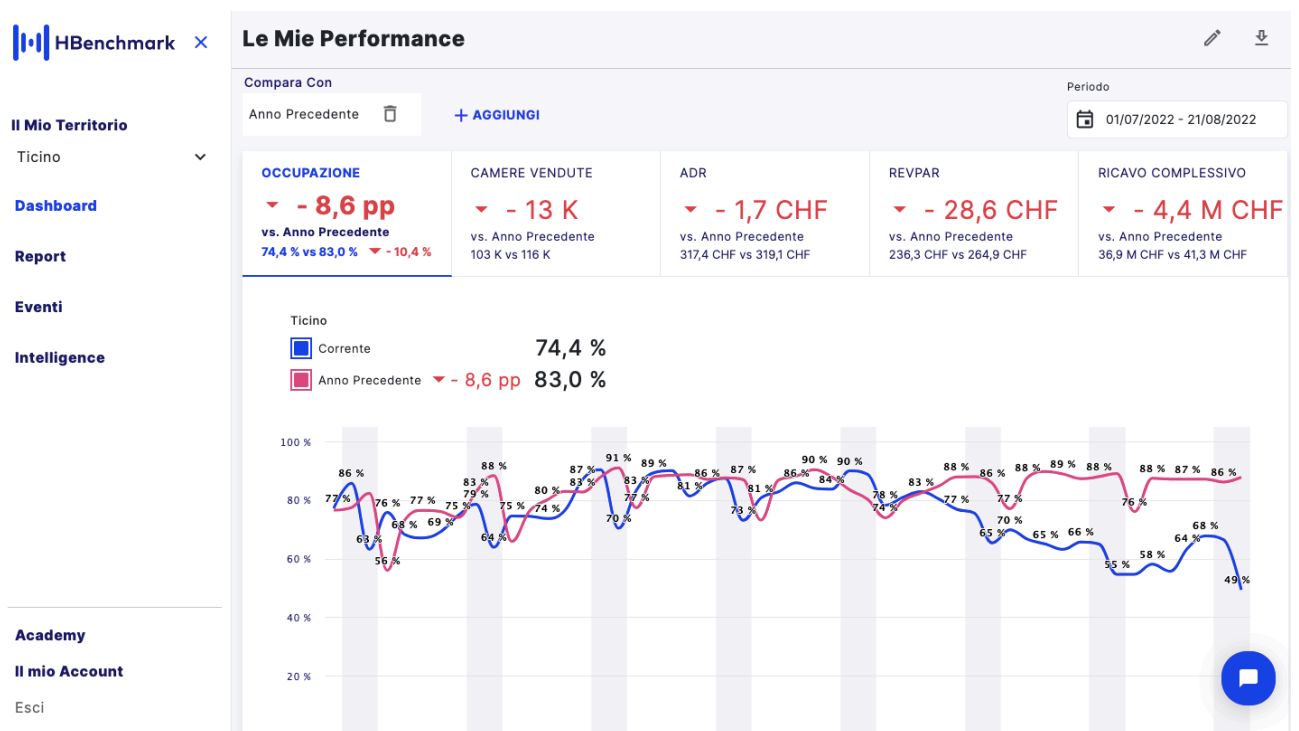 HBenchmark
Il Mio Territorio
Ticino
Dashboard
Report
Eventi
Intelligence
Academy
Il mio Account
Esci
Le Mie Performance
Compara Con
Anno Precedente
+ AGGIUNGI
Periodo
01/07/2022 - 21/08/2022
OCCUPAZIONE
- 8,6 pp
vs. Anno Precedente
74,4 % vs 83,0 % - 10,4 %
CAMERE VENDUTE
- 13 K
vs. Anno Precedente
103 K vs 116 K
ADR
- 1,7 CHF
vs. Anno Precedente
317,4 CHF vs 319,1 CHF
REVPAR
- 28,6 CHF
vs. Anno Precedente
236,3 CHF vs 264,9 CHF
RICAVO COMPLESSIVO
- 4,4 M CHF
vs. Anno Precedente
36,9 M CHF vs 41,3 M CHF
Ticino
Corrente 74,4 %
Anno Precedente - 8,6 pp 83,0 %
100 %
80 %
60 %
40 %
20 %
77 %
86 %
63 %
76 %
56 %
68 %
77 %
69 %
75 %
83 %
79 %
88 %
64 %
75 %
80 %
74 %
87 %
83 %
91 %
70 %
83 %
77 %
89 %
81 %
86 %
87 %
73 %
81 %
86 %
90 %
84 %
90 %
78 %
74 %
83 %
88 %
77 %
86 %
65 %
77 %
70 %
88 %
65 %
89 %
66 %
88 %
55 %
76 %
88 %
58 %
87 %
64 %
68 %
86 %
49 %